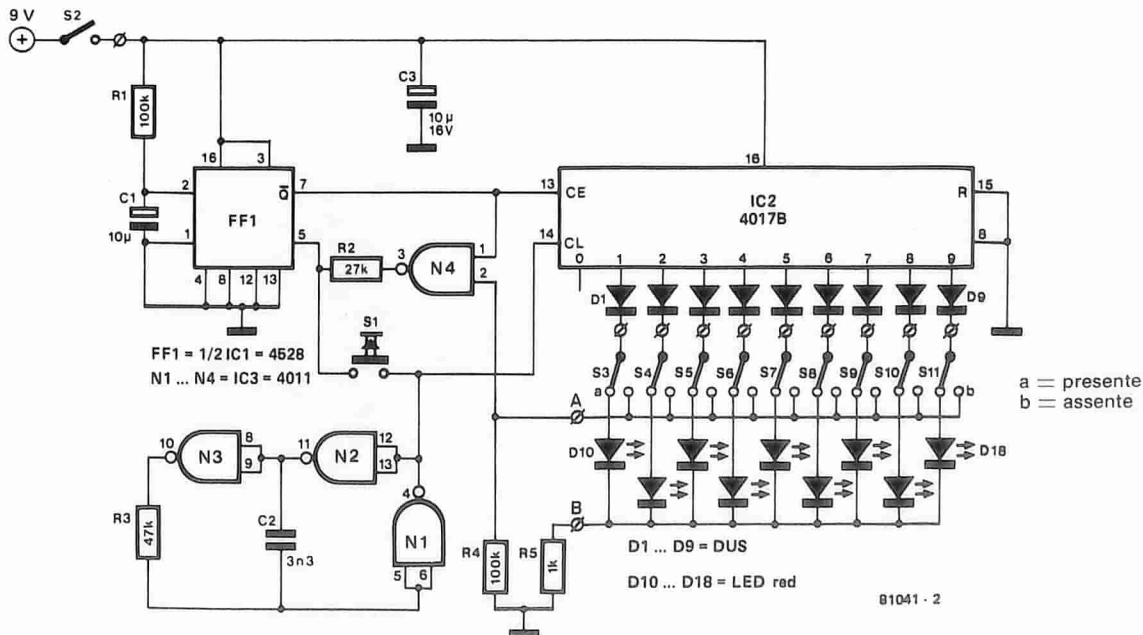 9 V
S2
R1
100k
C3
10 µ
16V
16
3
16
2
Q
7
13
CE
IC2
4017B
R
15
C1
10µ
FF1
1
5
R2
27k
3
N4
1
2
14
CL
8
4
8
12
13
0
1
2
3
4
5
6
7
8
9
D1
D9
FF1 = 1/2 IC1 = 4528
N1 ... N4 = IC3 = 4011
S1
S3
S4
S5
S6
S7
S8
S9
S10
S11
a
b
a = presente
b = assente
A
10
N3
8
9
11
N2
12
13
D10
D18
4
N1
5
6
R3
47k
C2
3n3
R4
100k
R5
1k
B
D1 ... D9 = DUS
D10 ... D18 = LED red
81041 - 2